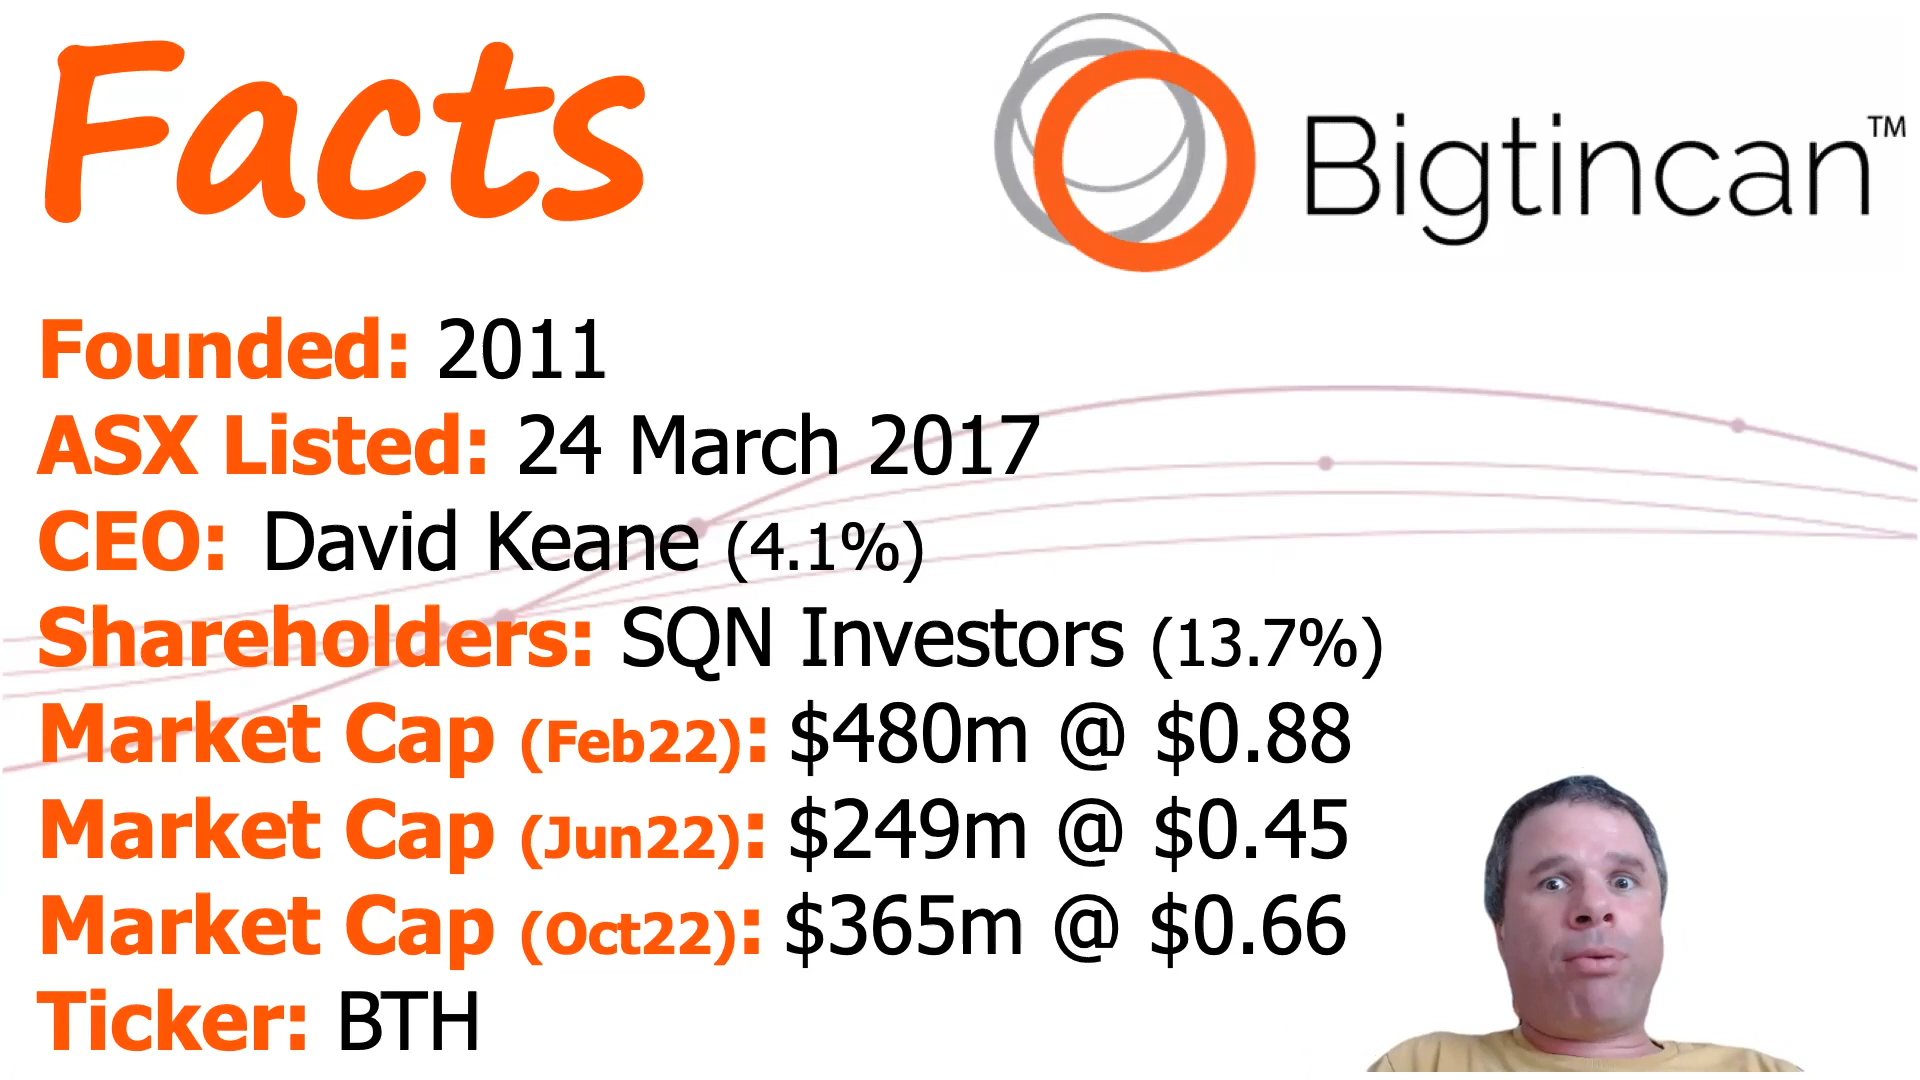 Facts
Bigtincan™
Founded: 2011
ASX Listed: 24 March 2017
CEO: David Keane (4.1%)
Shareholders: SQN Investors (13.7%)
Market Cap (Feb22): $480m @ $0.88
Market Cap (Jun22): $249m @ $0.45
Market Cap (Oct22): $365m @ $0.66
Ticker: BTH